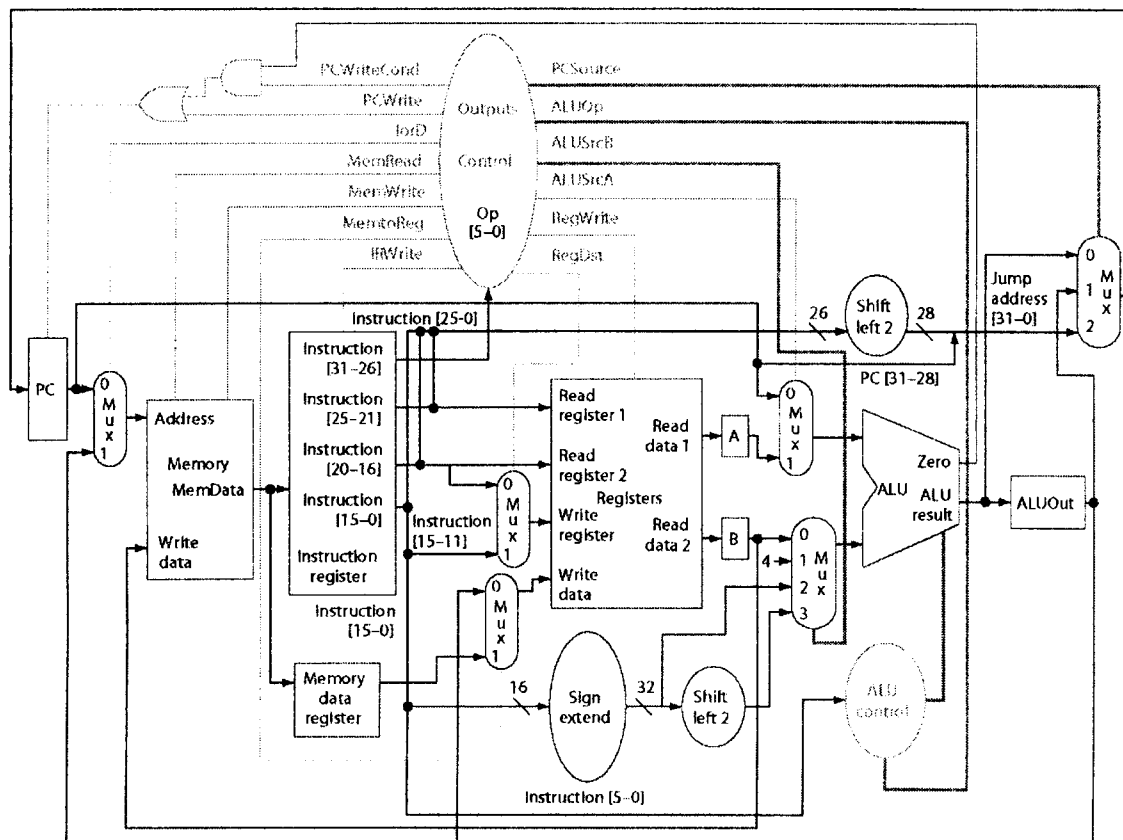 PCWriteCond
PCWrite
IorD
MemRead
MemWrite
MemtoReg
IRWrite
Outputs
Control
Op
[5–0]
PCSource
ALUOp
ALUSrcB
ALUSrcA
RegWrite
RegDst
Instruction [25-0]
26
Shift
left 2
28
Jump
address
[31–0]
PC [31–28]
0
1
2
M
u
x
PC
0
M
u
x
1
Address
Memory
MemData
Write
data
Instruction
[31–26]
Instruction
[25–21]
Instruction
[20–16]
Instruction
[15–0]
Instruction
register
Instruction
[15–11]
0
M
u
x
1
Read
register 1
Read
register 2
Registers
Write
register
Write
data
Read
data 1
Read
data 2
A
B
0
M
u
x
1
4
0
1
2
3
M
u
x
Zero
ALU
ALU
result
ALUOut
Instruction
[15–0]
0
M
u
x
1
Memory
data
register
16
Sign
extend
32
Shift
left 2
ALU
control
Instruction [5–0]